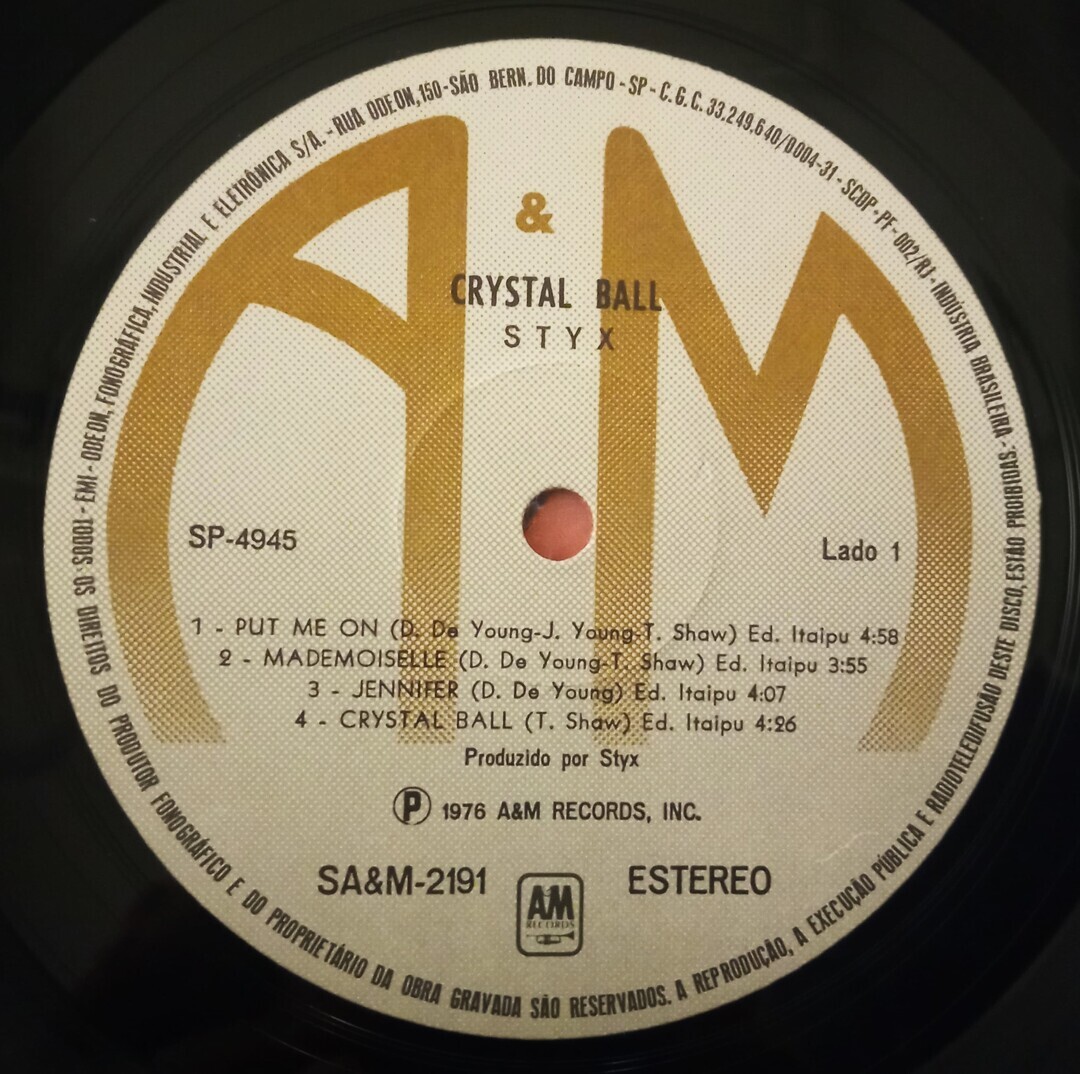 A & M
CRYSTAL BALL
STYX
SP-4945
Lado 1
1 - PUT ME ON (D. De Young-J. Young-T. Shaw) Ed. Itaipu 4:58
2 - MADEMOISELLE (D. De Young-T. Shaw) Ed. Itaipu 3:55
3 - JENNIFER (D. De Young) Ed. Itaipu 4:07
4 - CRYSTAL BALL (T. Shaw) Ed. Itaipu 4:26
Produzido por Styx
Ⓟ 1976 A&M RECORDS, INC.
SA&M-2191
A&M
RECORDS
ESTEREO
EMI - ODEON, FONOGRÁFICA, INDUSTRIAL E ELETRÔNICA S/A. - RUA ODEON, 150 - SÃO BERN. DO CAMPO - SP - C.G.C. 33.249.640/0004-31 - SCDP - PF - 002/RJ - INDÚSTRIA BRASILEIRA - TODOS OS DIREITOS DO PRODUTOR FONOGRÁFICO E DO PROPRIETÁRIO DA OBRA GRAVADA SÃO RESERVADOS. A REPRODUÇÃO, A EXECUÇÃO PÚBLICA E RADIOTELEDIFUSÃO DESTE DISCO, ESTÃO PROIBIDAS. -